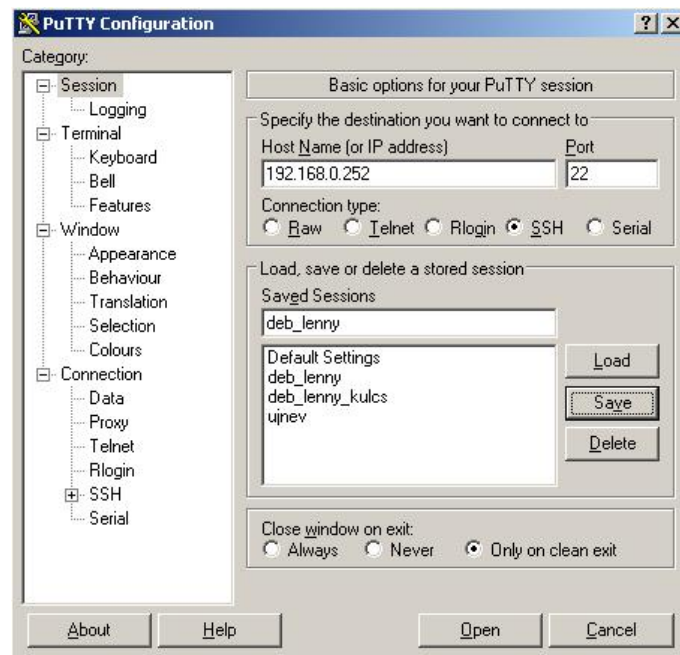 PuTTY Configuration
Category:
Session
Logging
Terminal
Keyboard
Bell
Features
Window
Appearance
Behaviour
Translation
Selection
Colours
Connection
Data
Proxy
Telnet
Rlogin
SSH
Serial
Basic options for your PuTTY session
Specify the destination you want to connect to
Host Name (or IP address) Port
192.168.0.252 22
Connection type:
Raw Telnet Rlogin SSH Serial
Load, save or delete a stored session
Saved Sessions
deb_lenny
Default Settings
deb_lenny
deb_lenny_kulcs
ujnev
Load
Save
Delete
Close window on exit:
Always Never Only on clean exit
About Help Open Cancel